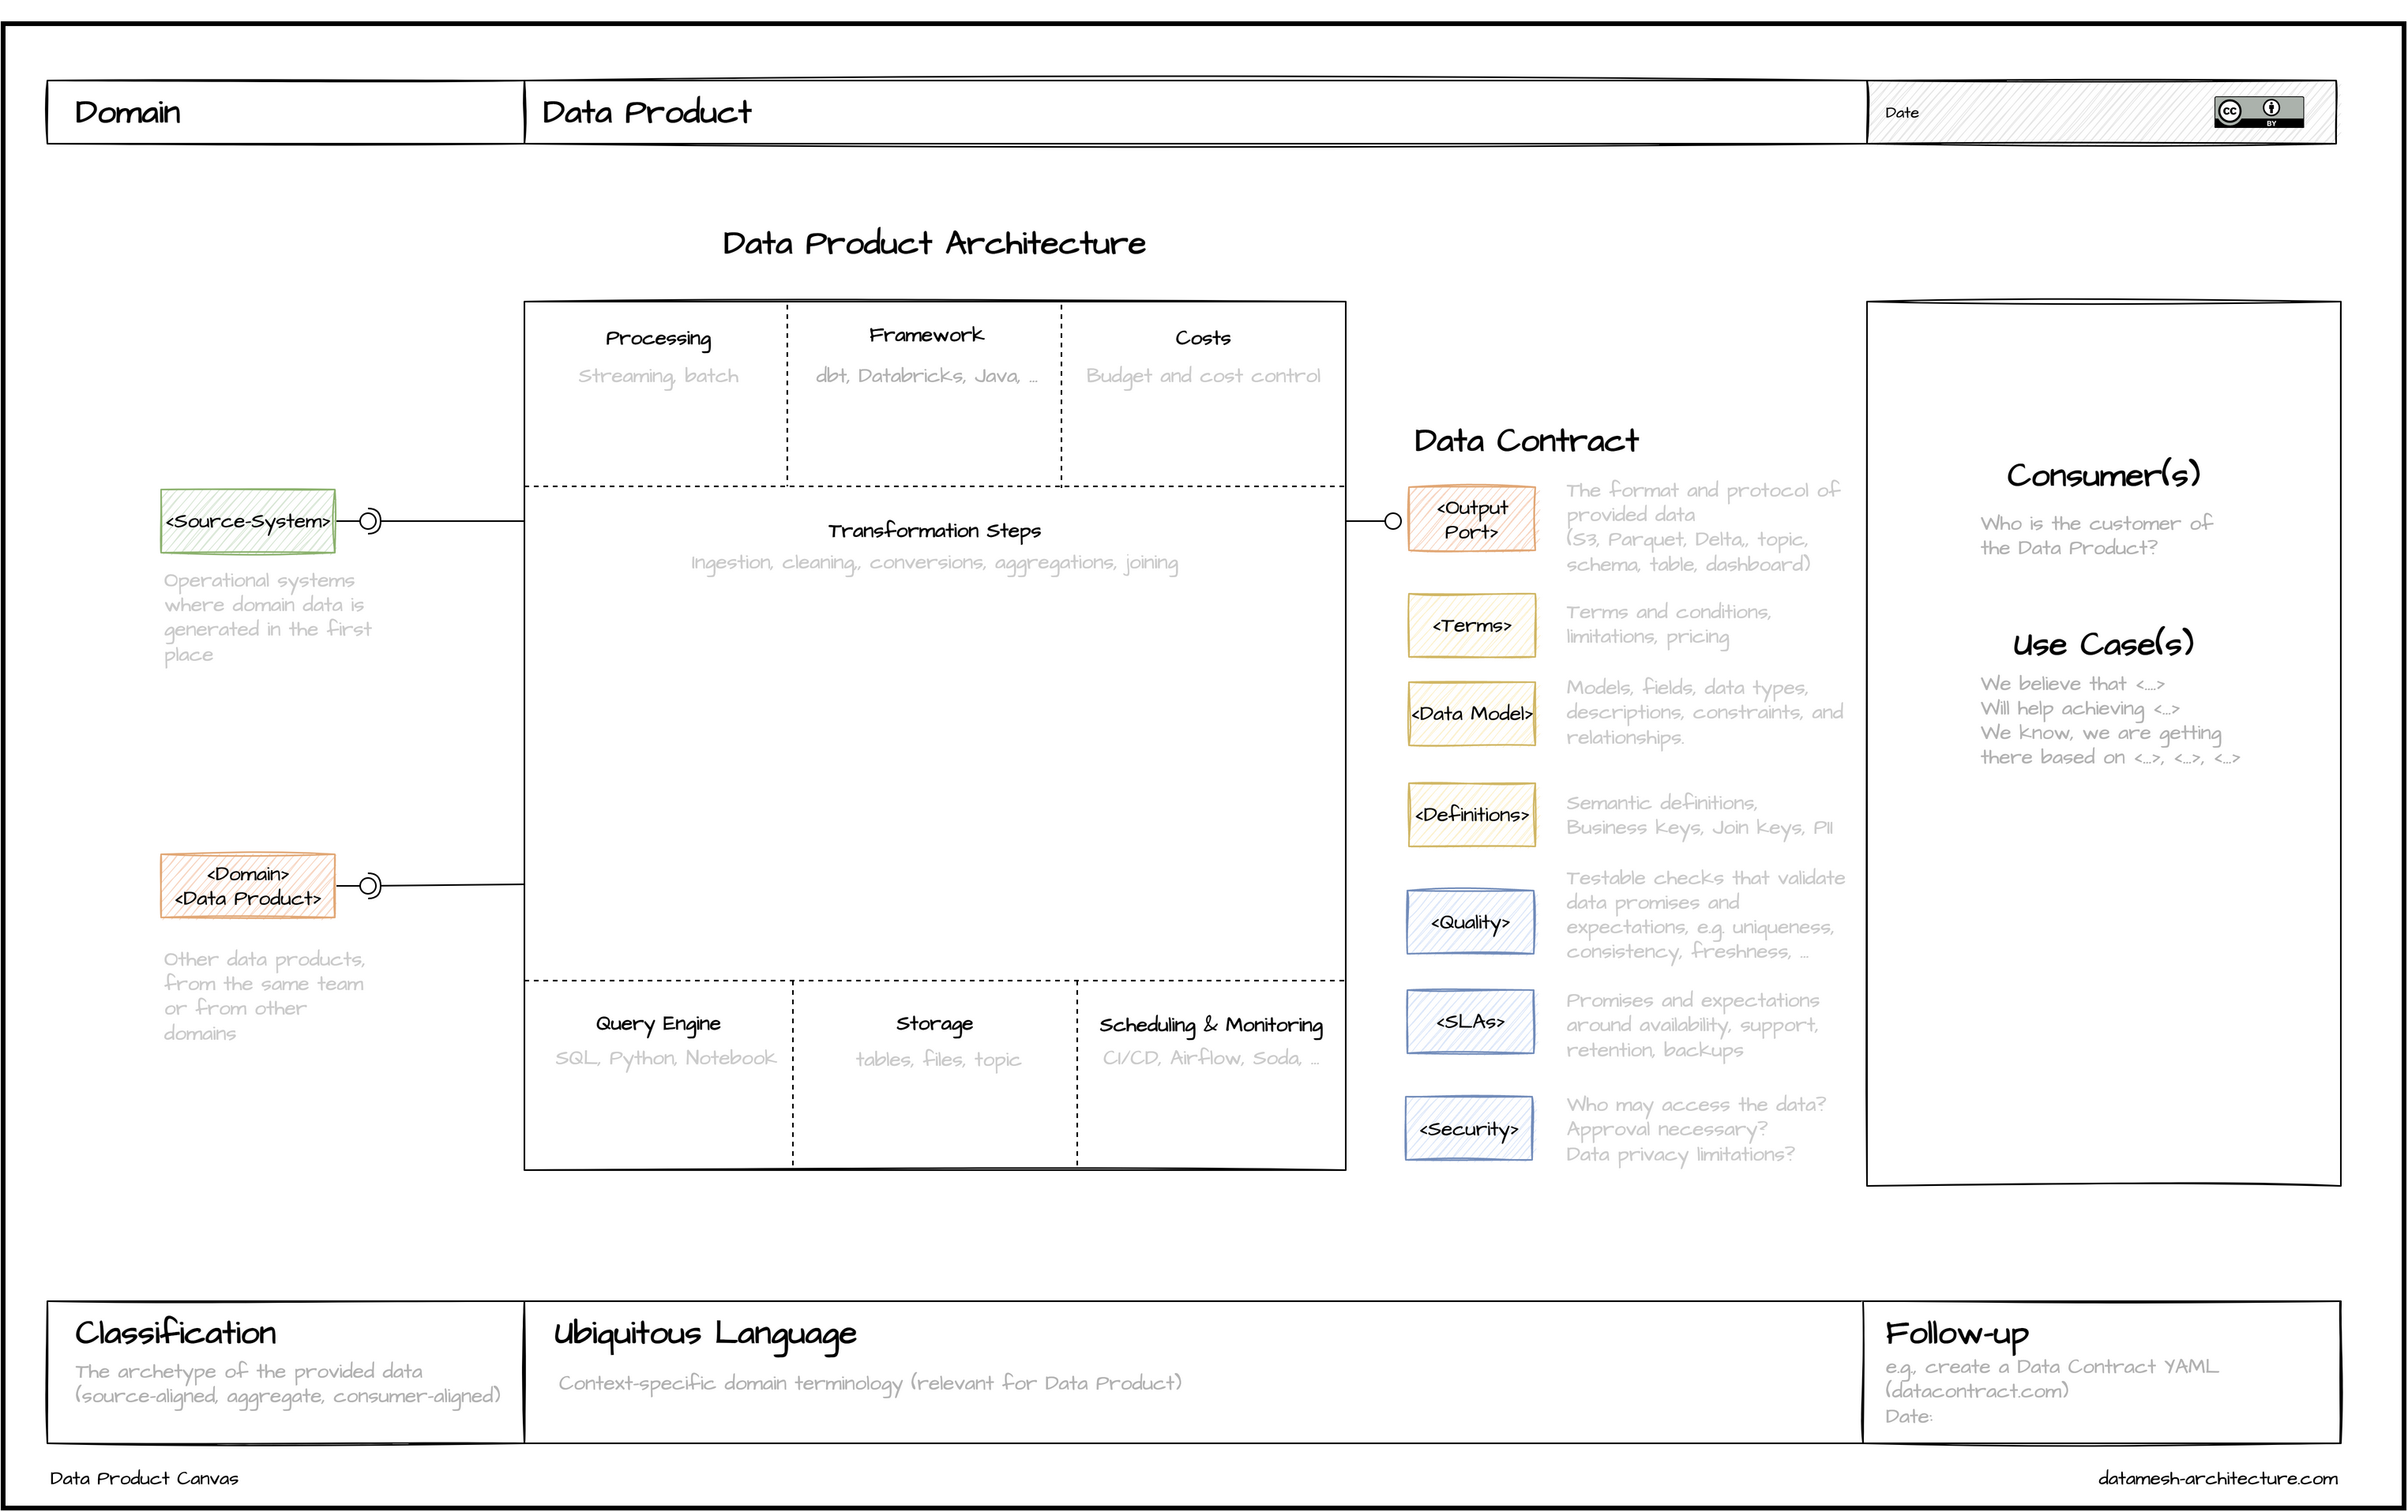 Domain
Data Product
Date
CC
BY
Data Product Architecture
Processing
Streaming, batch
Framework
dbt, Databricks, Java, ...
Costs
Budget and cost control
<Source-System>
Operational systems
where domain data is
generated in the first
place
<Domain>
<Data Product>
Other data products,
from the same team
or from other
domains
Transformation Steps
Ingestion, cleaning,, conversions, aggregations, joining
Query Engine
SQL, Python, Notebook
Storage
tables, files, topic
Scheduling & Monitoring
CI/CD, Airflow, Soda, ...
Data Contract
<Output
Port>
The format and protocol of
provided data
(S3, Parquet, Delta,, topic,
schema, table, dashboard)
<Terms>
Terms and conditions,
limitations, pricing
<Data Model>
Models, fields, data types,
descriptions, constraints, and
relationships.
<Definitions>
Semantic definitions,
Business keys, Join keys, PII
<Quality>
Testable checks that validate
data promises and
expectations, e.g. uniqueness,
consistency, freshness, ...
<SLAs>
Promises and expectations
around availability, support,
retention, backups
<Security>
Who may access the data?
Approval necessary?
Data privacy limitations?
Consumer(s)
Who is the customer of
the Data Product?
Use Case(s)
We believe that <....>
Will help achieving <...>
We know, we are getting
there based on <...>, <...>, <...>
Classification
The archetype of the provided data
(source-aligned, aggregate, consumer-aligned)
Ubiquitous Language
Context-specific domain terminology (relevant for Data Product)
Follow-up
e.g., create a Data Contract YAML
(datacontract.com)
Date:
Data Product Canvas
datamesh-architecture.com